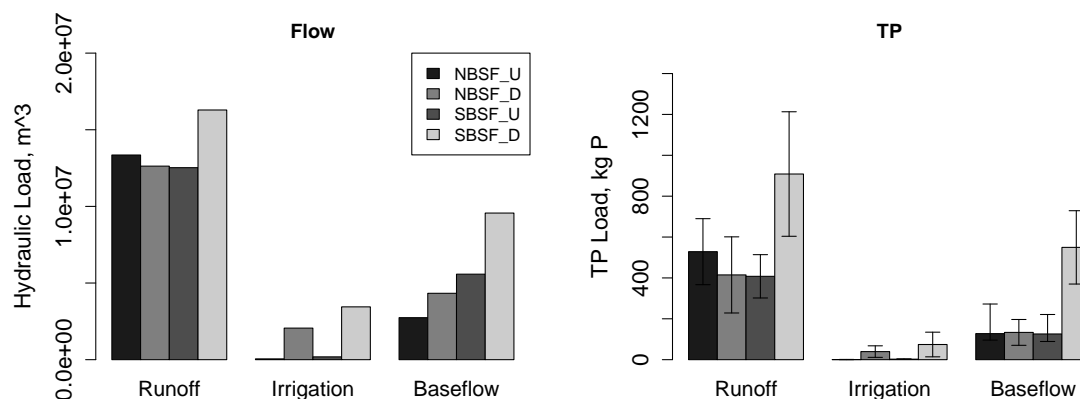 Flow
Hydraulic Load, m^3
0.0e+00
1.0e+07
2.0e+07
NBSF_U
NBSF_D
SBSF_U
SBSF_D
Runoff Irrigation Baseflow
TP
TP Load, kg P
0
400
800
1200
Runoff Irrigation Baseflow